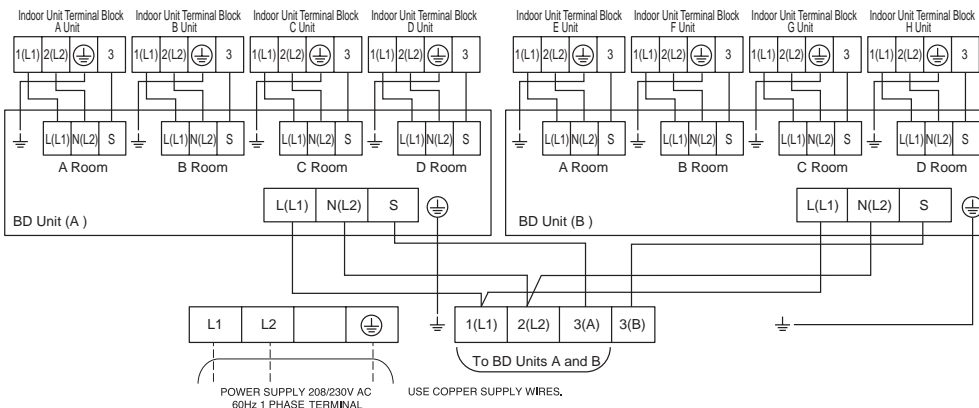 Indoor Unit Terminal Block Indoor Unit Terminal Block Indoor Unit Terminal Block Indoor Unit Terminal Block Indoor Unit Terminal Block Indoor Unit Terminal Block Indoor Unit Terminal Block Indoor Unit Terminal Block
A Unit B Unit C Unit D Unit E Unit F Unit G Unit H Unit
1(L1) 2(L2) 3 1(L1) 2(L2) 3 1(L1) 2(L2) 3 1(L1) 2(L2) 3 1(L1) 2(L2) 3 1(L1) 2(L2) 3 1(L1) 2(L2) 3 1(L1) 2(L2) 3
L(L1) N(L2) S L(L1) N(L2) S L(L1) N(L2) S L(L1) N(L2) S L(L1) N(L2) S L(L1) N(L2) S L(L1) N(L2) S L(L1) N(L2) S
A Room B Room C Room D Room A Room B Room C Room D Room
L(L1) N(L2) S L(L1) N(L2) S
BD Unit (A ) BD Unit (B )
L1 L2 1(L1) 2(L2) 3(A) 3(B)
To BD Units A and B
POWER SUPPLY 208/230V AC USE COPPER SUPPLY WIRES.
60Hz 1 PHASE TERMINAL